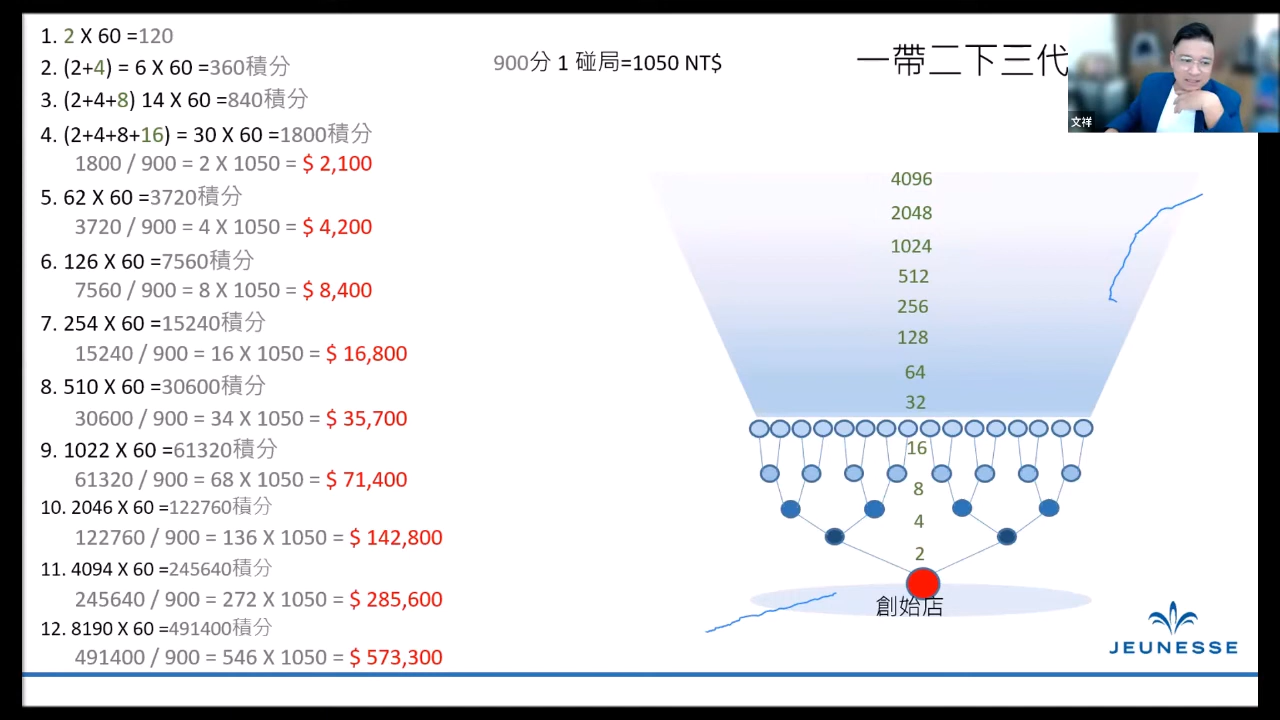 1. 2 X 60 =120
2. (2+4) = 6 X 60 =360積分
3. (2+4+8) 14 X 60 =840積分
4. (2+4+8+16) = 30 X 60 =1800積分
1800 / 900 = 2 X 1050 = $ 2,100
5. 62 X 60 =3720積分
3720 / 900 = 4 X 1050 = $ 4,200
6. 126 X 60 =7560積分
7560 / 900 = 8 X 1050 = $ 8,400
7. 254 X 60 =15240積分
15240 / 900 = 16 X 1050 = $ 16,800
8. 510 X 60 =30600積分
30600 / 900 = 34 X 1050 = $ 35,700
9. 1022 X 60 =61320積分
61320 / 900 = 68 X 1050 = $ 71,400
10. 2046 X 60 =122760積分
122760 / 900 = 136 X 1050 = $ 142,800
11. 4094 X 60 =245640積分
245640 / 900 = 272 X 1050 = $ 285,600
12. 8190 X 60 =491400積分
491400 / 900 = 546 X 1050 = $ 573,300
900分 1 碰局=1050 NT$
一帶二下三代
文祥
4096
2048
1024
512
256
128
64
32
16
8
4
2
創始店
JEUNESSE